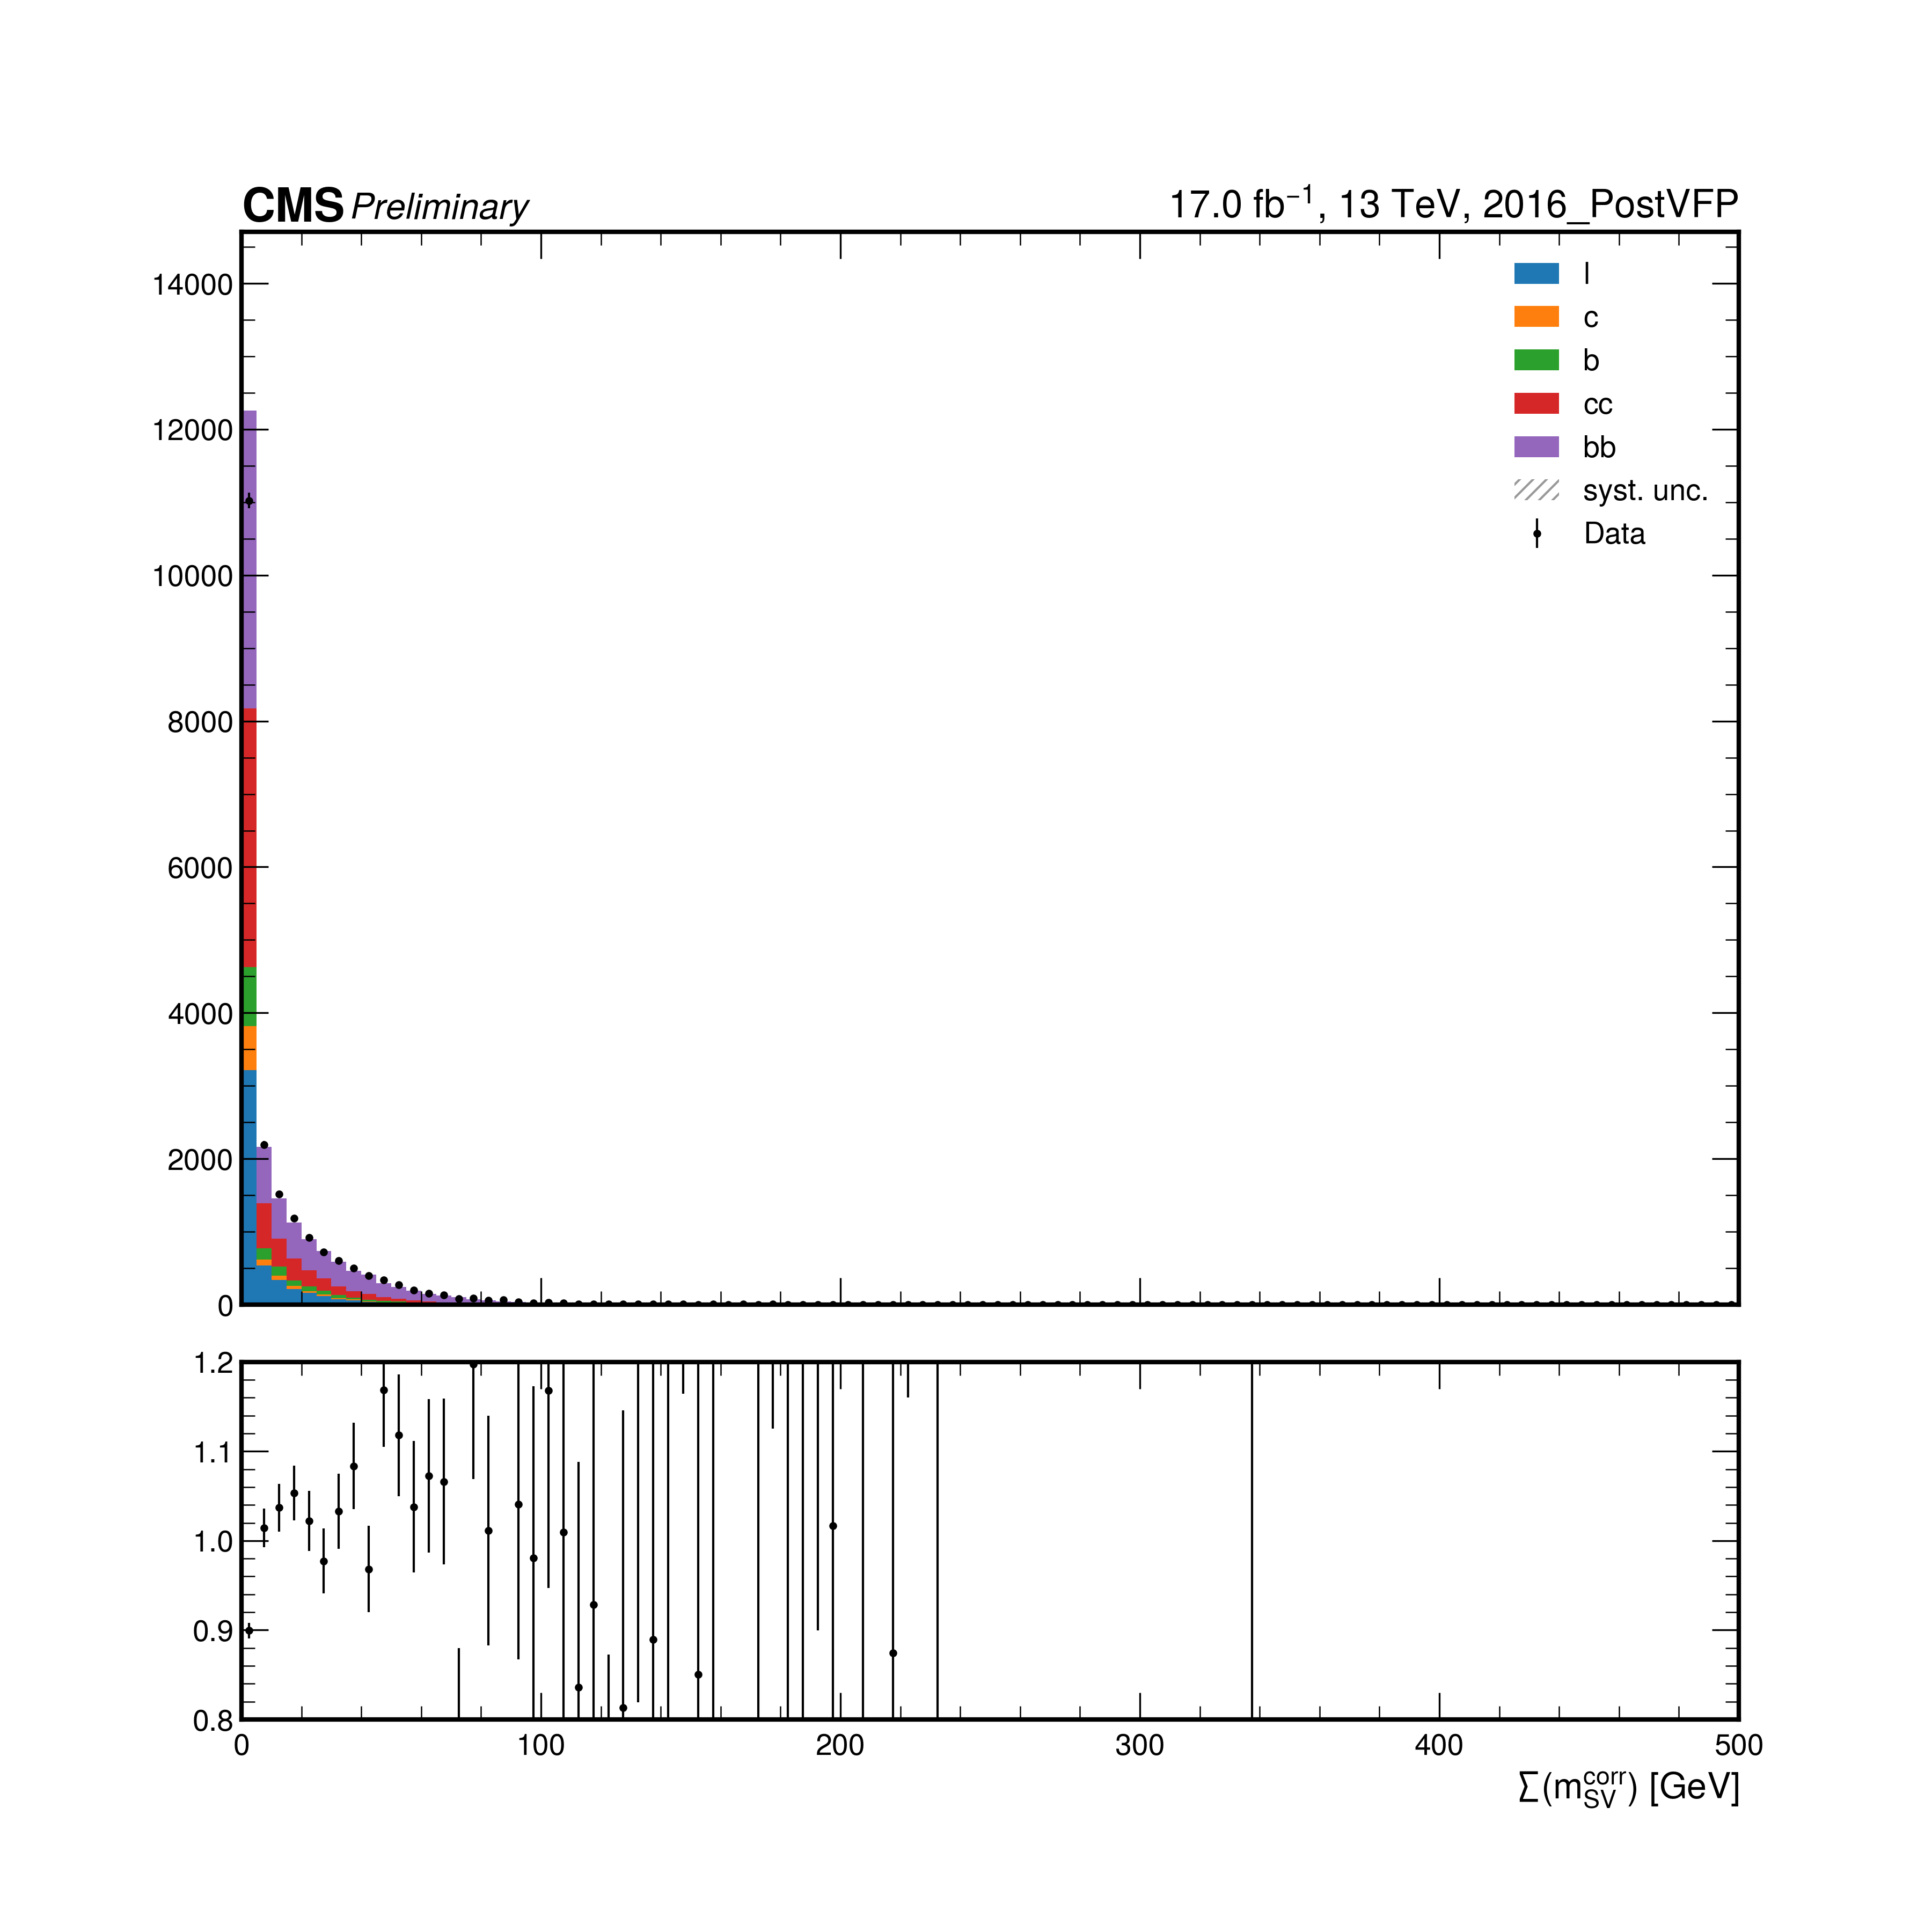 CMS Preliminary 17.0 fb⁻¹, 13 TeV, 2016_PostVFP
14000
12000
10000
8000
6000
4000
2000
0
l
c
b
cc
bb
syst. unc.
Data
1.2
1.1
1.0
0.9
0.8
0 100 200 300 400 500
Σ(m_SV^corr) [GeV]